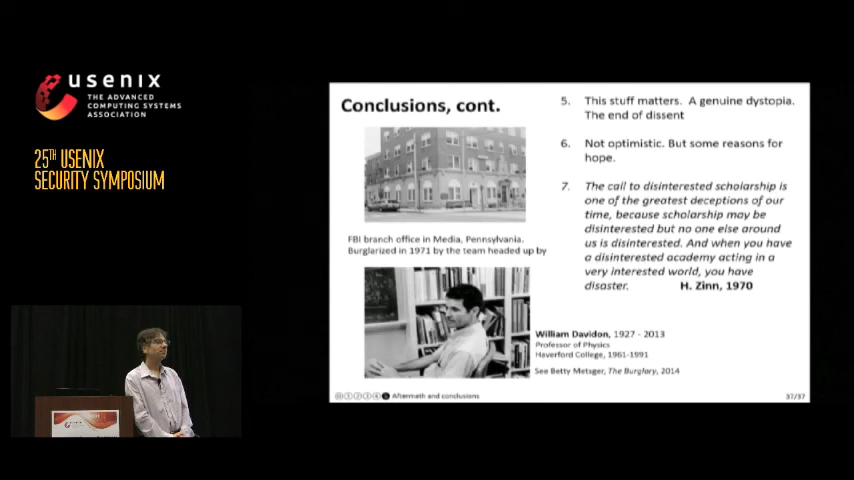 usenix
THE ADVANCED
COMPUTING SYSTEMS
ASSOCIATION
25TH USENIX
SECURITY SYMPOSIUM
Conclusions, cont.
FBI branch office in Media, Pennsylvania.
Burglarized in 1971 by the team headed up by
5. This stuff matters. A genuine dystopia.
The end of dissent
6. Not optimistic. But some reasons for
hope.
7. The call to disinterested scholarship is
one of the greatest deceptions of our
time, because scholarship may be
disinterested but no one else around
us is disinterested. And when you have
a disinterested academy acting in a
very interested world, you have
disaster. H. Zinn, 1970
William Davidon, 1927 - 2013
Professor of Physics
Haverford College, 1961-1991
See Betty Metsger, The Burglary, 2014
Aftermath and conclusions
37/37